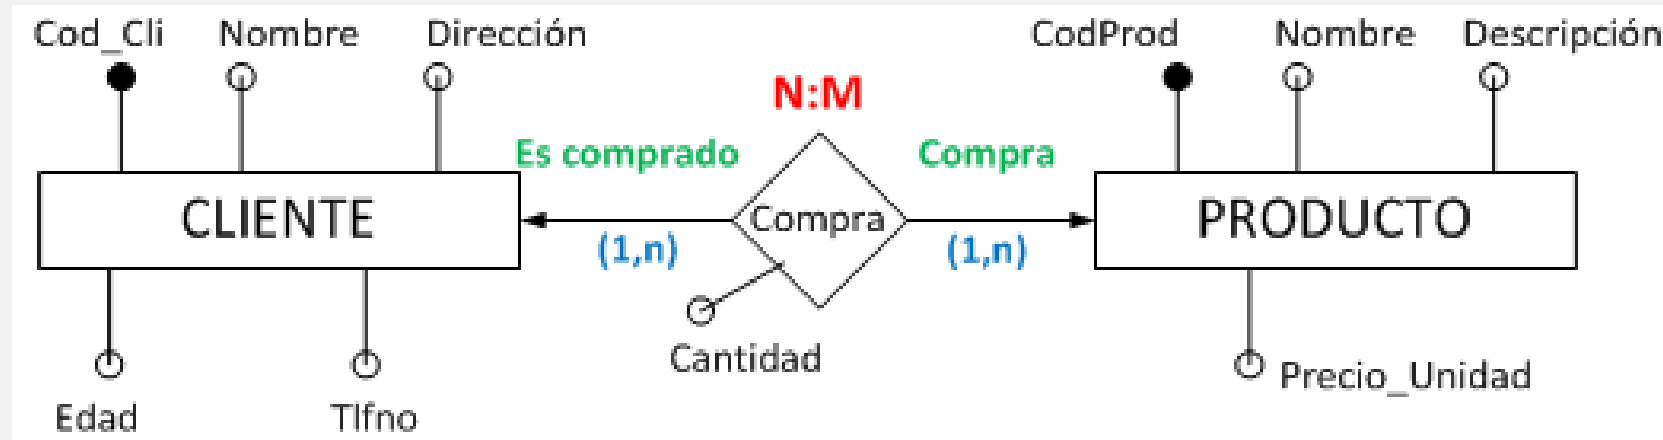 Cod_Cli Nombre Dirección CodProd Nombre Descripción
N:M
Es comprado Compra
CLIENTE Compra PRODUCTO
(1,n) (1,n)
Cantidad
Precio_Unidad
Edad Tlfno